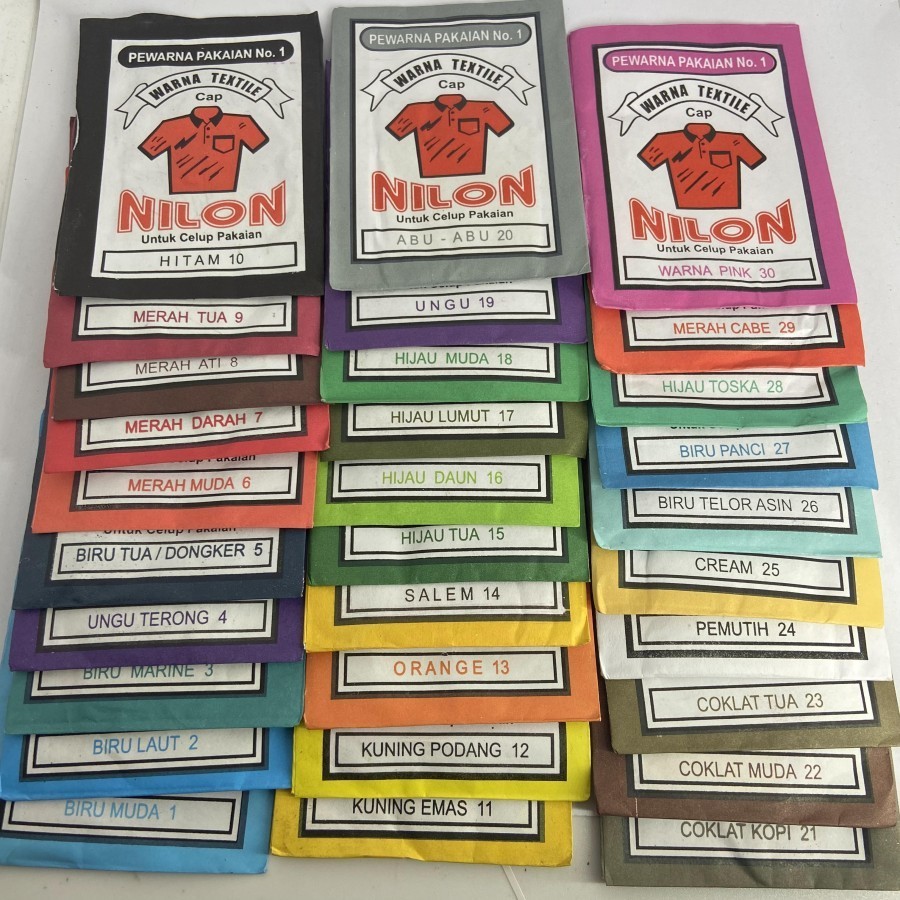 PEWARNA PAKAIAN No. 1
WARNA TEXTILE
Cap
NILON
Untuk Celup Pakaian
HITAM 10
MERAH TUA 9
MERAH ATI 8
MERAH DARAH 7
Celup Pakaian
MERAH MUDA 6
Untuk Celup Pakaian
BIRU TUA / DONGKER 5
UNGU TERONG 4
BIRU MARINE 3
BIRU LAUT 2
BIRU MUDA 1
PEWARNA PAKAIAN No. 1
WARNA TEXTILE
Cap
NILON
Untuk Celup Pakaian
ABU - ABU 20
UNGU 19
HIJAU MUDA 18
HIJAU LUMUT 17
HIJAU DAUN 16
HIJAU TUA 15
SALEM 14
ORANGE 13
KUNING PODANG 12
KUNING EMAS 11
PEWARNA PAKAIAN No. 1
WARNA TEXTILE
Cap
NILON
Untuk Celup Pakaian
WARNA PINK 30
MERAH CABE 29
HIJAU TOSKA 28
BIRU PANCI 27
BIRU TELOR ASIN 26
CREAM 25
PEMUTIH 24
COKLAT TUA 23
COKLAT MUDA 22
COKLAT KOPI 21